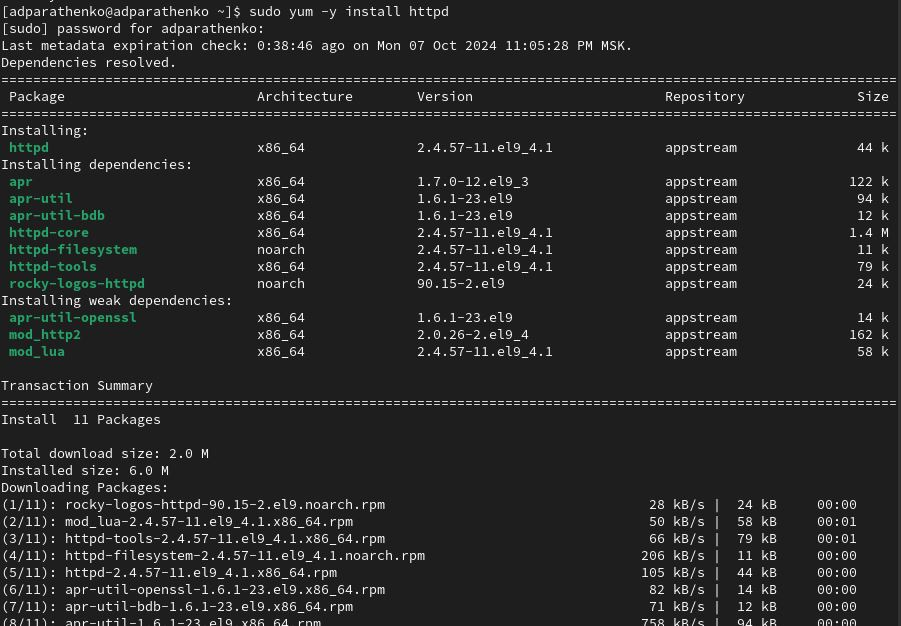 [adparathenko@adparathenko ~]$ sudo yum -y install httpd
[sudo] password for adparathenko:
Last metadata expiration check: 0:38:46 ago on Mon 07 Oct 2024 11:05:28 PM MSK.
Dependencies resolved.
================================================================================================================
 Package                        Architecture        Version                        Repository              Size
================================================================================================================
Installing:
 httpd                          x86_64              2.4.57-11.el9_4.1              appstream               44 k
Installing dependencies:
 apr                            x86_64              1.7.0-12.el9_3                 appstream              122 k
 apr-util                       x86_64              1.6.1-23.el9                   appstream               94 k
 apr-util-bdb                   x86_64              1.6.1-23.el9                   appstream               12 k
 httpd-core                     x86_64              2.4.57-11.el9_4.1              appstream              1.4 M
 httpd-filesystem               noarch              2.4.57-11.el9_4.1              appstream               11 k
 httpd-tools                    x86_64              2.4.57-11.el9_4.1              appstream               79 k
 rocky-logos-httpd              noarch              90.15-2.el9                    appstream               24 k
Installing weak dependencies:
 apr-util-openssl               x86_64              1.6.1-23.el9                   appstream               14 k
 mod_http2                      x86_64              2.0.26-2.el9_4                 appstream              162 k
 mod_lua                        x86_64              2.4.57-11.el9_4.1              appstream               58 k

Transaction Summary
================================================================================================================
Install  11 Packages

Total download size: 2.0 M
Installed size: 6.0 M
Downloading Packages:
(1/11): rocky-logos-httpd-90.15-2.el9.noarch.rpm                                 28 kB/s |  24 kB     00:00
(2/11): mod_lua-2.4.57-11.el9_4.1.x86_64.rpm                                     50 kB/s |  58 kB     00:01
(3/11): httpd-tools-2.4.57-11.el9_4.1.x86_64.rpm                                 66 kB/s |  79 kB     00:01
(4/11): httpd-filesystem-2.4.57-11.el9_4.1.noarch.rpm                           206 kB/s |  11 kB     00:00
(5/11): httpd-2.4.57-11.el9_4.1.x86_64.rpm                                      105 kB/s |  44 kB     00:00
(6/11): apr-util-openssl-1.6.1-23.el9.x86_64.rpm                                 82 kB/s |  14 kB     00:00
(7/11): apr-util-bdb-1.6.1-23.el9.x86_64.rpm                                     71 kB/s |  12 kB     00:00
(8/11): apr-util-1.6.1-23.el9.x86_64.rpm                                        758 kB/s |  94 kB     00:00